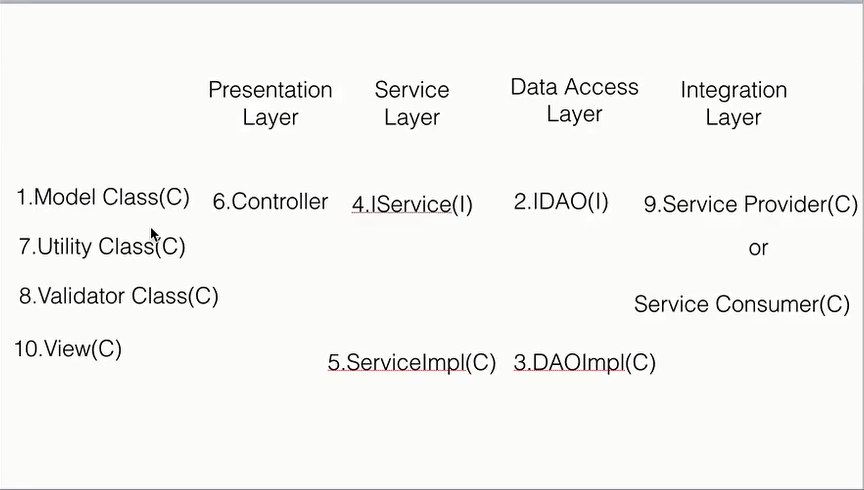 Presentation Layer
Service Layer
Data Access Layer
Integration Layer
1.Model Class(C)
6.Controller
4.IService(I)
2.IDAO(I)
9.Service Provider(C)
7.Utility Class(C)
or
8.Validator Class(C)
Service Consumer(C)
10.View(C)
5.ServiceImpl(C)
3.DAOImpl(C)